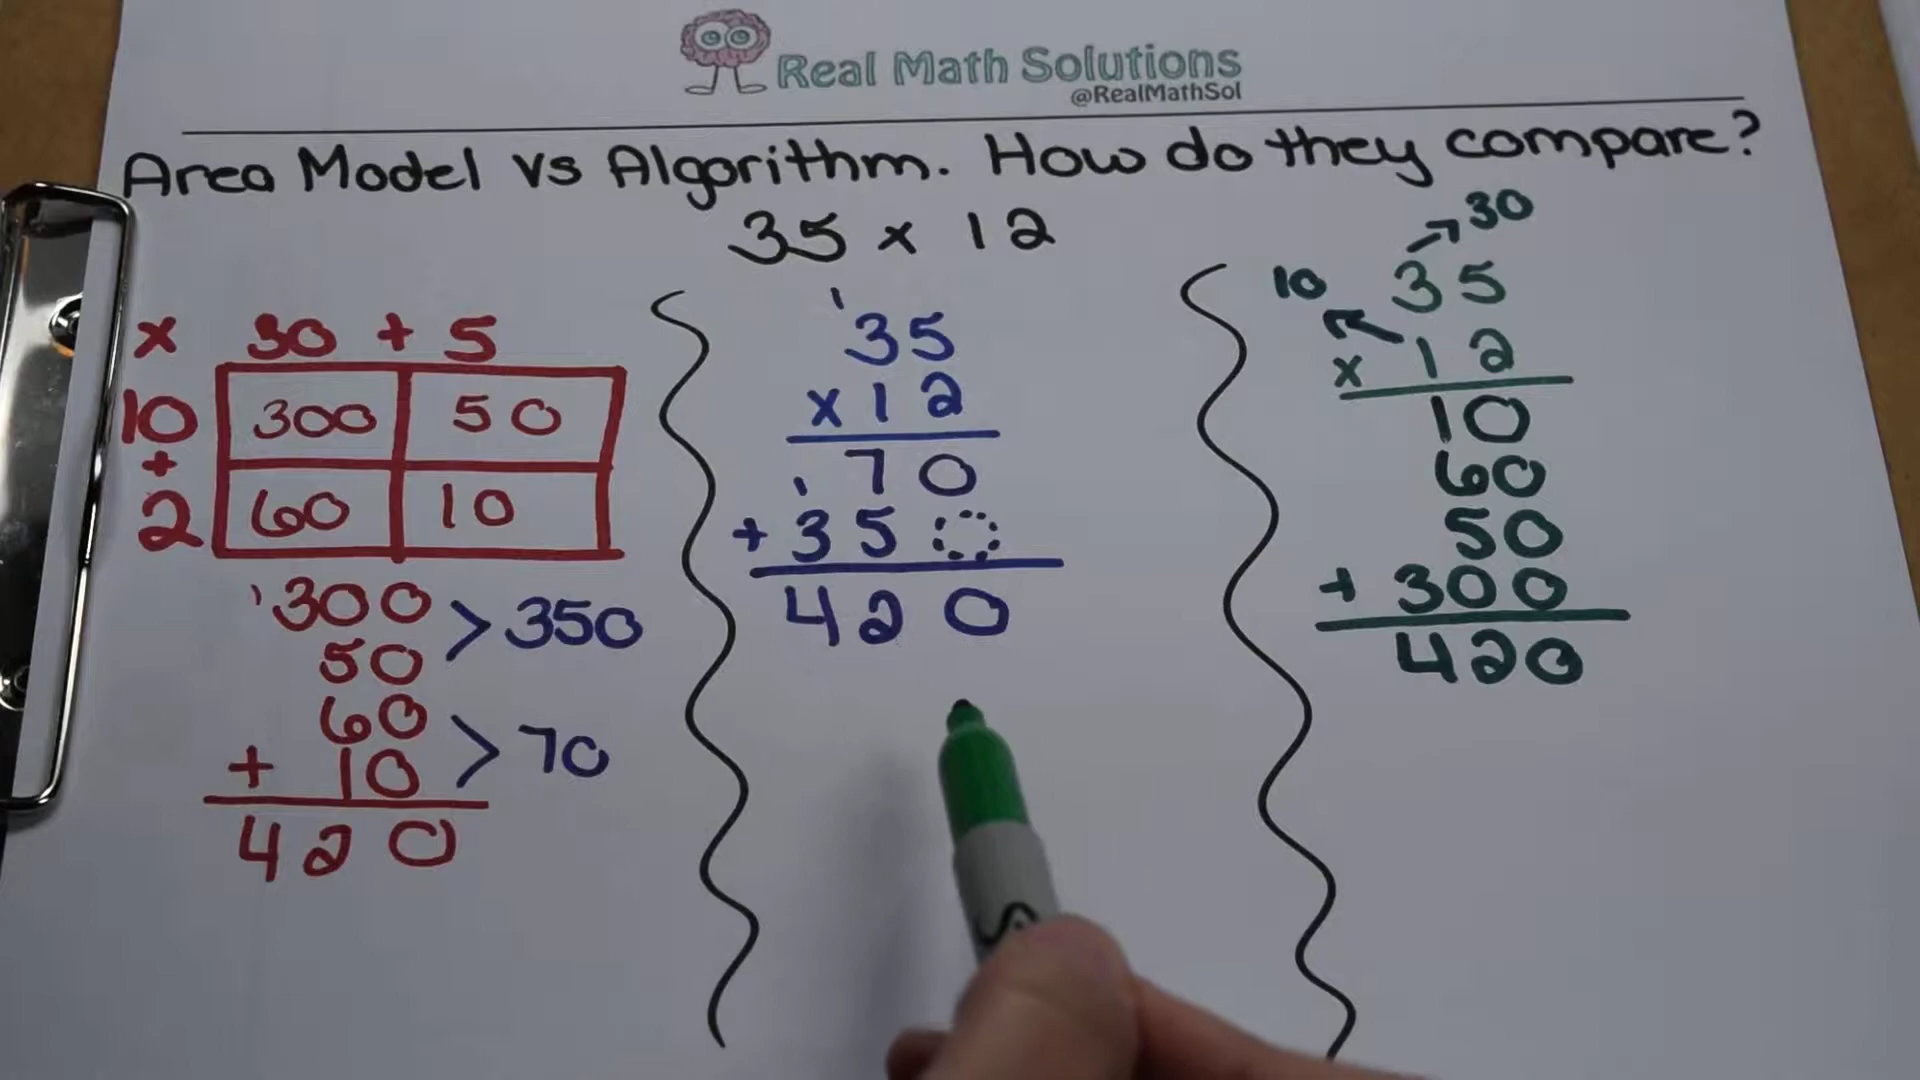 Real Math Solutions
@RealMathSol
Area Model vs Algorithm. How do they compare?
35 x 12
x 30 + 5
10 300 50
+
2 60 10
1
300 > 350
50
60 > 70
+ 10
420
1
35
x 12
70
1
+ 35 0
420
30
10 35
x 12
10
60
50
+ 300
420